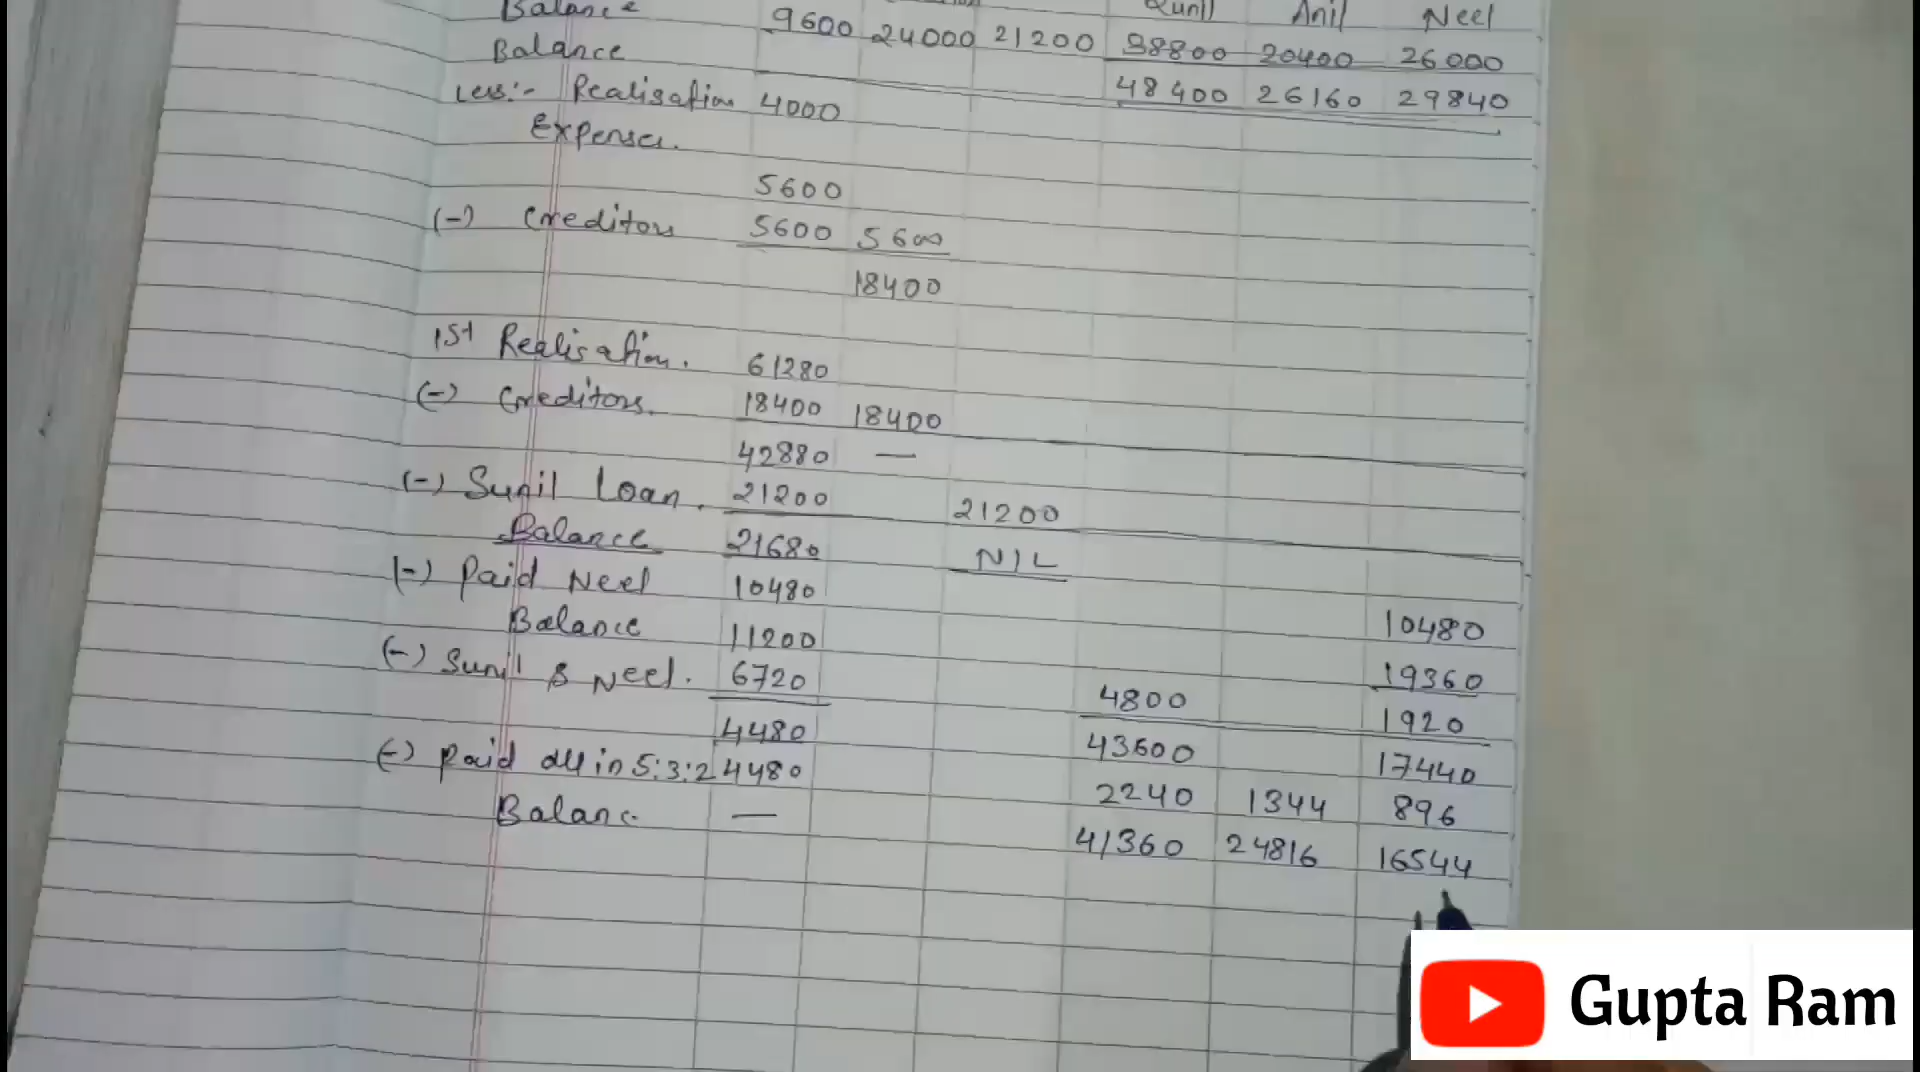 Balance Sunil Anil Neel
Balance 9600 24000 21200 38800 20400 26000
Less:- Realisation 4000 48400 26160 29840
Expenses.
5600
(-) Creditors 5600 5600
18400
1st Realisation. 61280
(-) Creditors. 18400 18400
42880 —
(-) Sunil Loan. 21200 21200
Balance 21680 NIL
(-) Paid Neel 10480 10480
Balance 11200 19360
(-) Sunil & Neel. 6720 4800 1920
4480 43600 17440
(-) paid all in 5:3:2 4480 2240 1344 896
Balanc — 41360 24816 16544
Gupta Ram